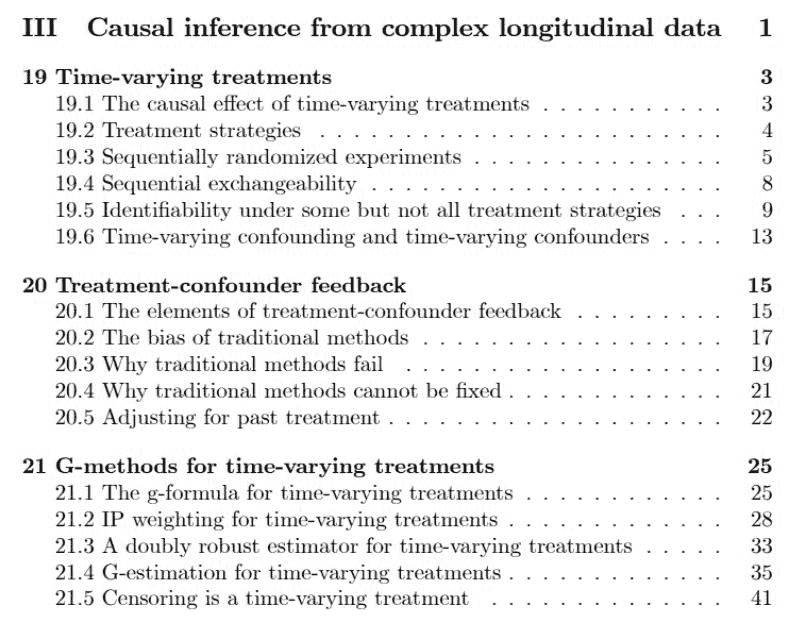 III Causal inference from complex longitudinal data 1
19 Time-varying treatments 3
19.1 The causal effect of time-varying treatments . . . . . . . . . . . 3
19.2 Treatment strategies . . . . . . . . . . . . . . . . . . . . . 4
19.3 Sequentially randomized experiments . . . . . . . . . . . . . . 5
19.4 Sequential exchangeability . . . . . . . . . . . . . . . . . . . 8
19.5 Identifiability under some but not all treatment strategies . . . 9
19.6 Time-varying confounding and time-varying confounders . . . . 13
20 Treatment-confounder feedback 15
20.1 The elements of treatment-confounder feedback . . . . . . . . . 15
20.2 The bias of traditional methods . . . . . . . . . . . . . . . . 17
20.3 Why traditional methods fail . . . . . . . . . . . . . . . . . 19
20.4 Why traditional methods cannot be fixed . . . . . . . . . . . . . 21
20.5 Adjusting for past treatment . . . . . . . . . . . . . . . . . . 22
21 G-methods for time-varying treatments 25
21.1 The g-formula for time-varying treatments . . . . . . . . . . . . 25
21.2 IP weighting for time-varying treatments . . . . . . . . . . . . . 28
21.3 A doubly robust estimator for time-varying treatments . . . . . 33
21.4 G-estimation for time-varying treatments . . . . . . . . . . . . . 35
21.5 Censoring is a time-varying treatment . . . . . . . . . . . . . . 41